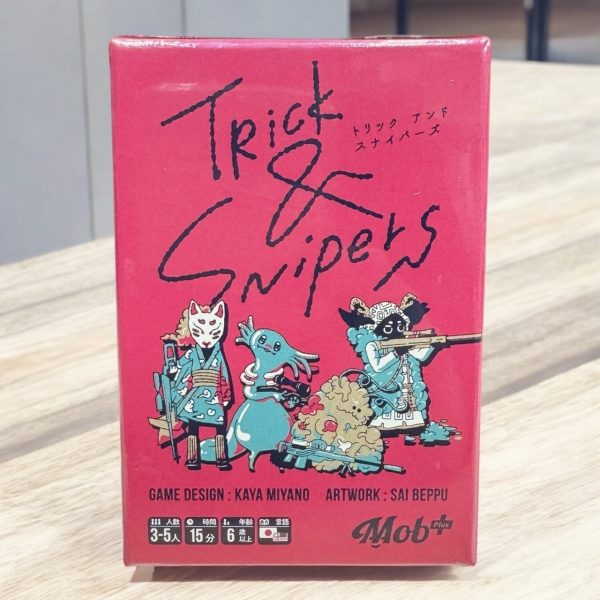 Trick
トリック アンド
スナイパーズ
&
Snipers
GAME DESIGN : KAYA MIYANO ARTWORK : SAI BEPPU
人数 時間 年齢 言語
3-5人 15分 6歳以上
Mob Plus